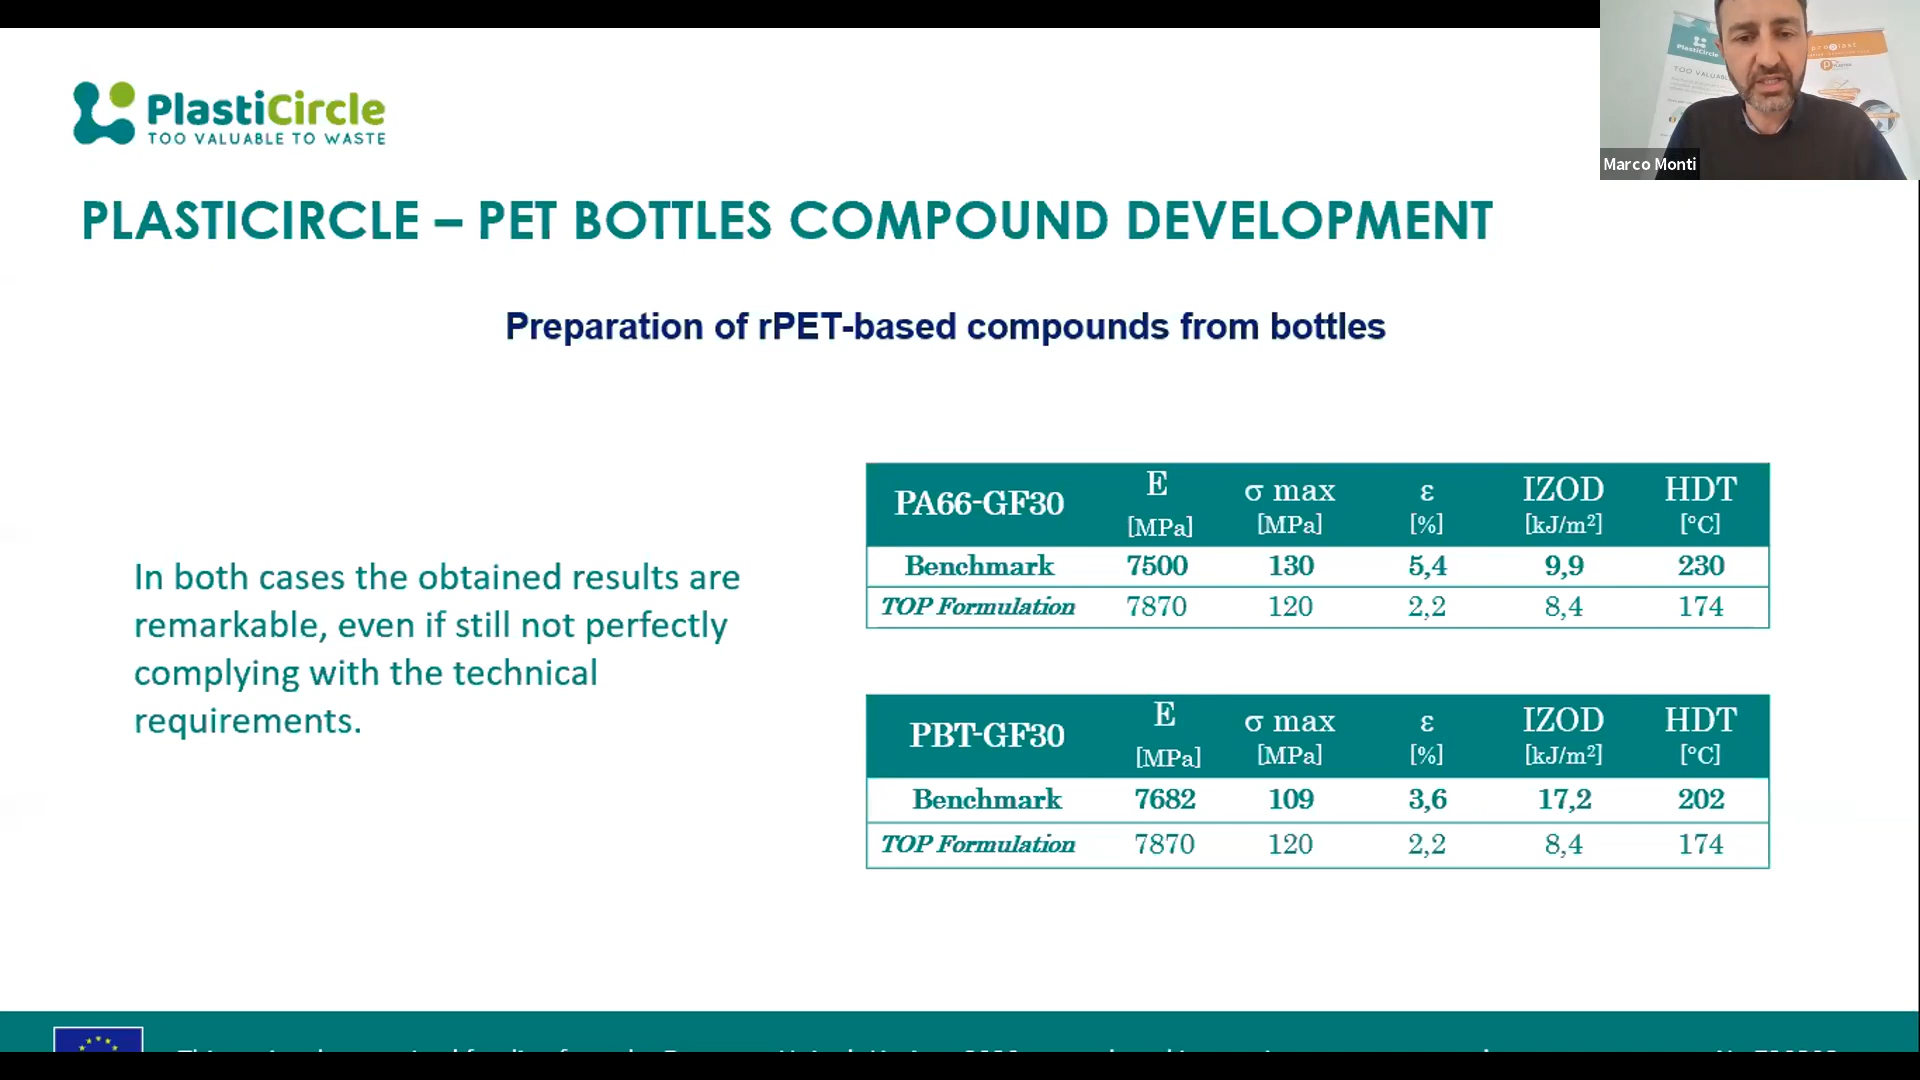 PlastiCircle
TOO VALUABLE TO WASTE
PlastiCircle
TOO VALUABLE
proplast
Marco Monti
PLASTICIRCLE – PET BOTTLES COMPOUND DEVELOPMENT
Preparation of rPET-based compounds from bottles
In both cases the obtained results are
remarkable, even if still not perfectly
complying with the technical
requirements.
PA66-GF30 E [MPa] σ max [MPa] ε [%] IZOD [kJ/m²] HDT [°C]
Benchmark 7500 130 5,4 9,9 230
TOP Formulation 7870 120 2,2 8,4 174
PBT-GF30 E [MPa] σ max [MPa] ε [%] IZOD [kJ/m²] HDT [°C]
Benchmark 7682 109 3,6 17,2 202
TOP Formulation 7870 120 2,2 8,4 174